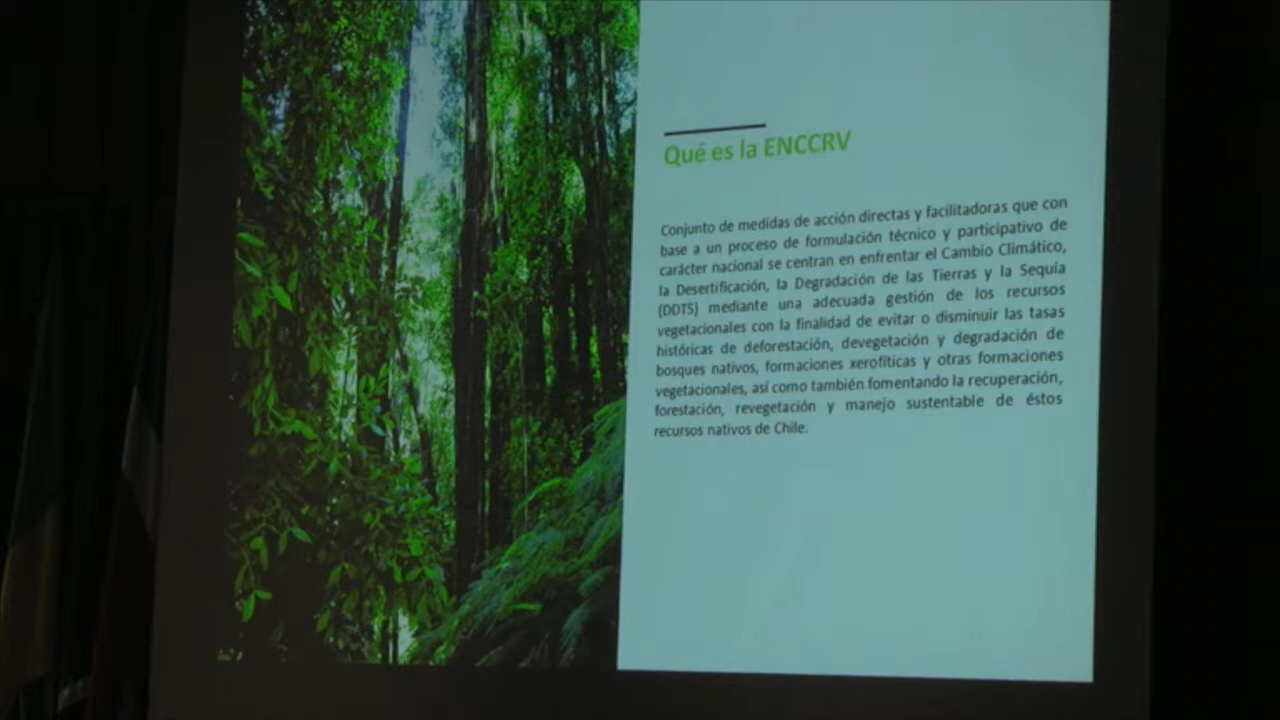 Qué es la ENCCRV
Conjunto de medidas de acción directas y facilitadoras que con
base a un proceso de formulación técnico y participativo de
carácter nacional se centran en enfrentar el Cambio Climático,
la Desertificación, la Degradación de las Tierras y la Sequía
(DDTS) mediante una adecuada gestión de los recursos
vegetacionales con la finalidad de evitar o disminuir las tasas
históricas de deforestación, devegetación y degradación de
bosques nativos, formaciones xerofíticas y otras formaciones
vegetacionales, así como también fomentando la recuperación,
forestación, revegetación y manejo sustentable de éstos
recursos nativos de Chile.